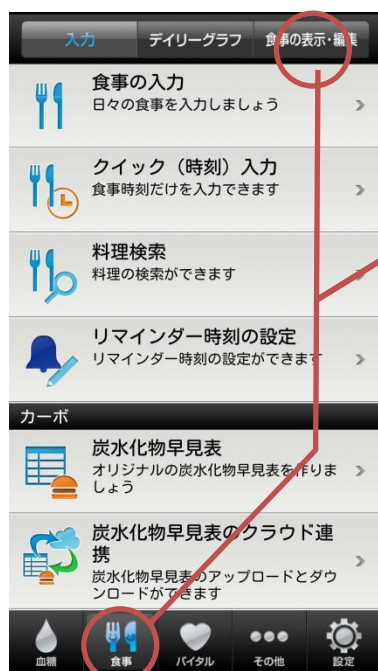 入力 デイリーグラフ 食事の表示・編集
食事の入力
日々の食事を入力しましょう
クイック（時刻）入力
食事時刻だけを入力できます
料理検索
料理の検索ができます
リマインダー時刻の設定
リマインダー時刻の設定ができます
カーボ
炭水化物早見表
オリジナルの炭水化物早見表を作りま
しょう
炭水化物早見表のクラウド連
携
炭水化物早見表のアップロードとダウ
ンロードができます
血糖 食事 バイタル その他 設定